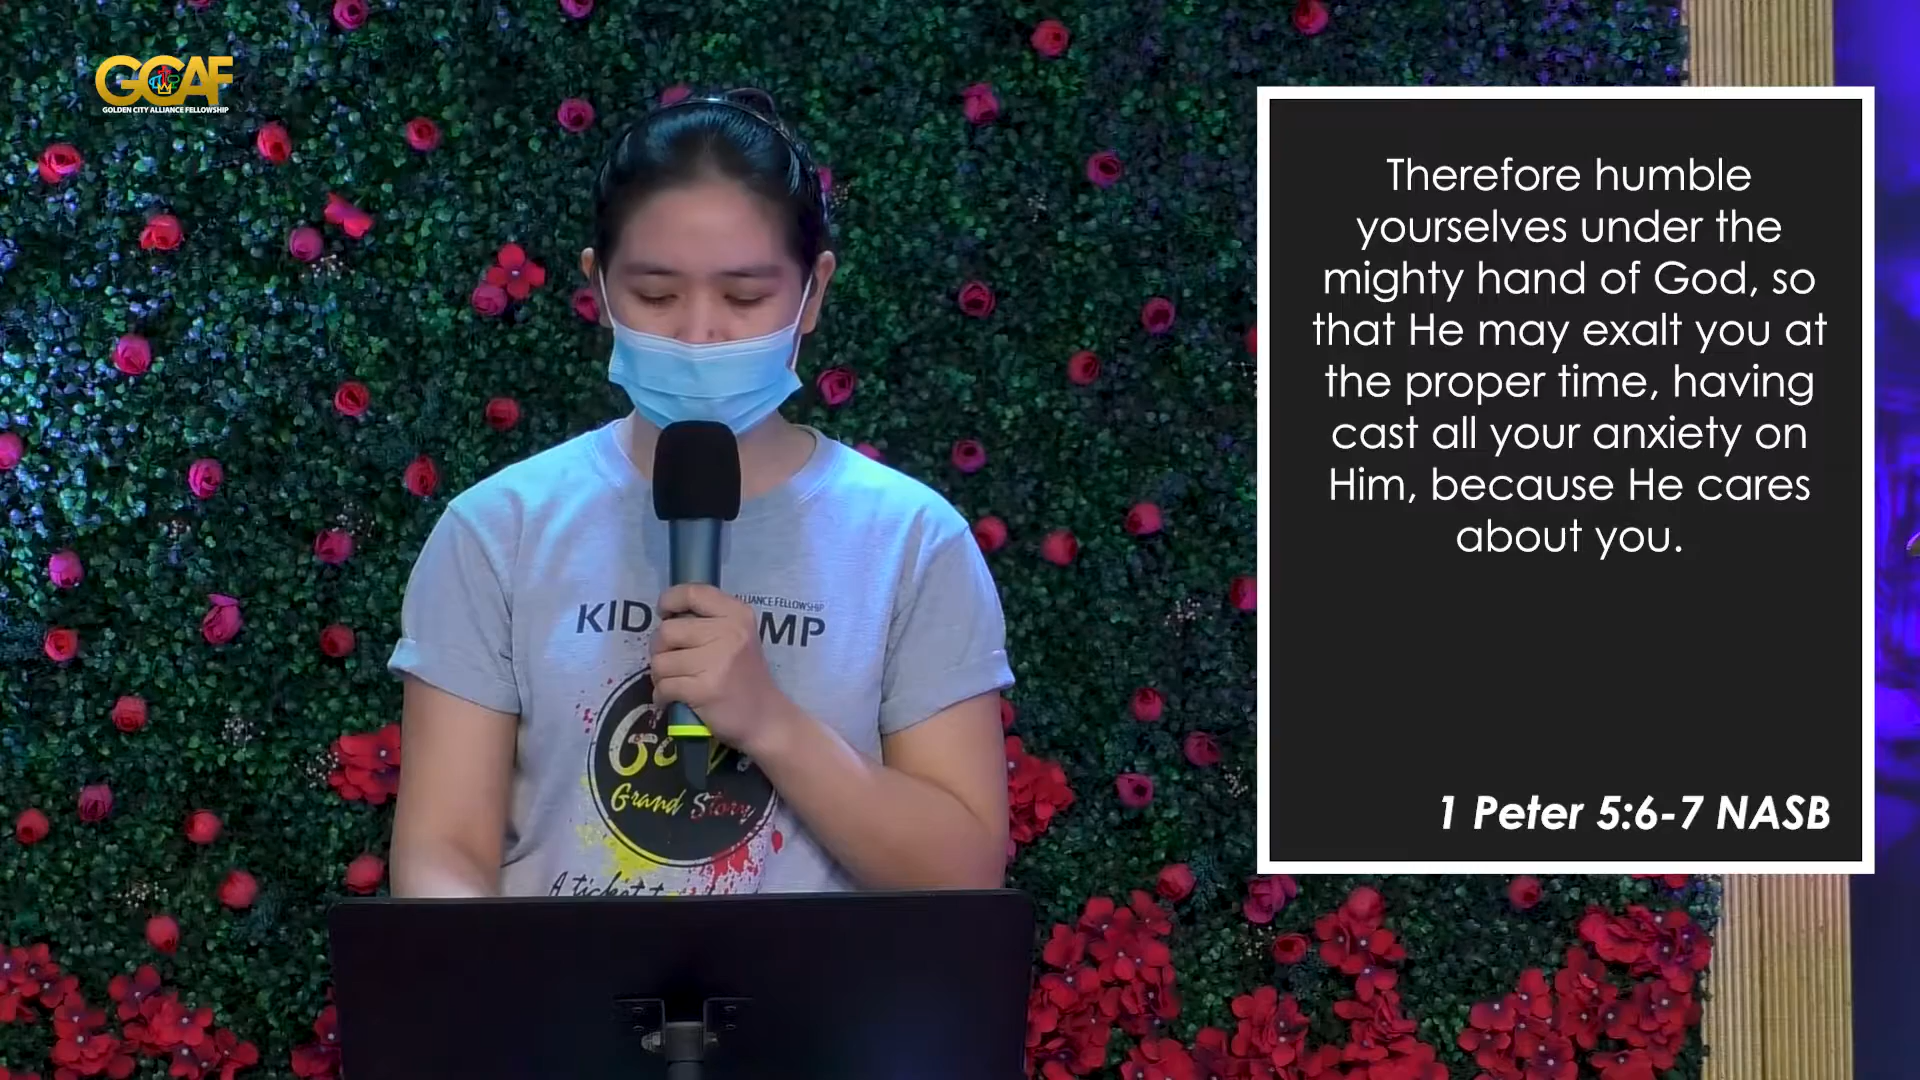 GCAF
GOLDEN CITY ALLIANCE FELLOWSHIP
Therefore humble
yourselves under the
mighty hand of God, so
that He may exalt you at
the proper time, having
cast all your anxiety on
Him, because He cares
about you.
1 Peter 5:6-7 NASB
ALLIANCE FELLOWSHIP
KID MP
Grand Story
A ticket